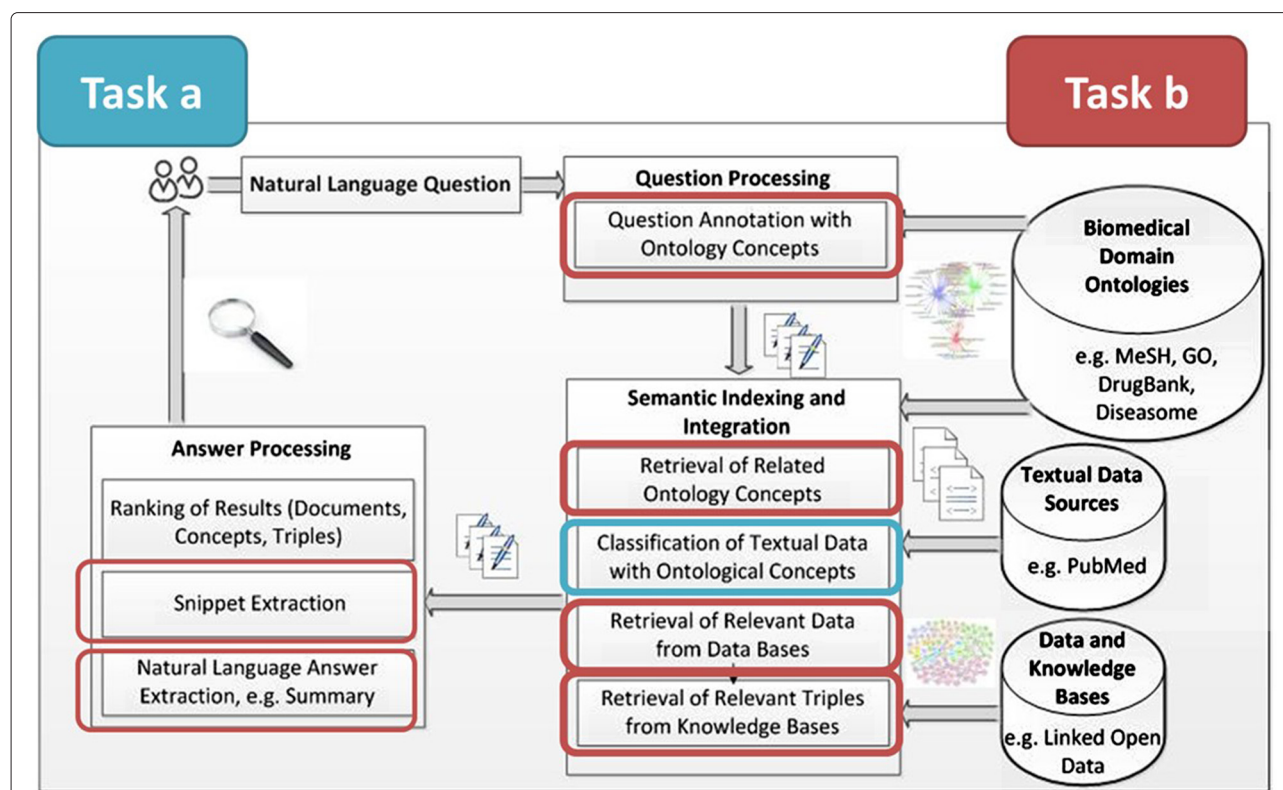 Task a
Task b
Natural Language Question
Question Processing
Question Annotation with
Ontology Concepts
Biomedical
Domain
Ontologies
e.g. MeSH, GO,
DrugBank,
Diseasome
Semantic Indexing and
Integration
Retrieval of Related
Ontology Concepts
Classification of Textual Data
with Ontological Concepts
Retrieval of Relevant Data
from Data Bases
Retrieval of Relevant Triples
from Knowledge Bases
Textual Data
Sources
e.g. PubMed
Data and
Knowledge
Bases
e.g. Linked Open
Data
Answer Processing
Ranking of Results (Documents,
Concepts, Triples)
Snippet Extraction
Natural Language Answer
Extraction, e.g. Summary